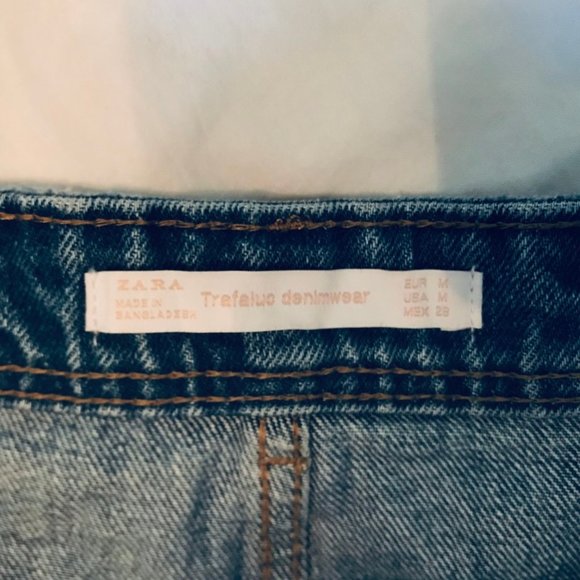 ZARA
MADE IN
BANGLADESH
Trafaluc denimwear
EUR M
USA M
MEX 28